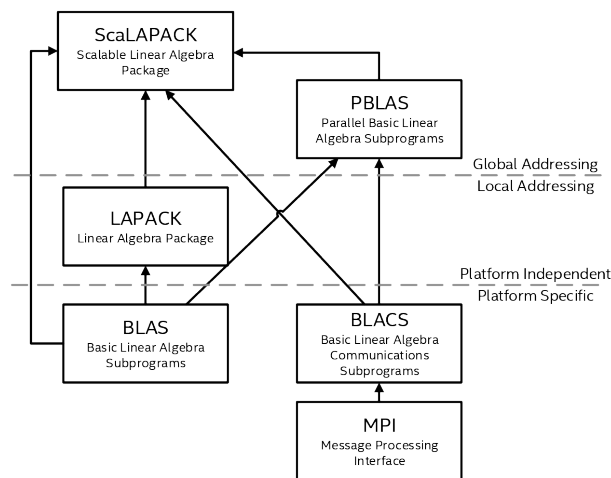 ScaLAPACK
Scalable Linear Algebra
Package
PBLAS
Parallel Basic Linear
Algebra Subprograms
Global Addressing
Local Addressing
LAPACK
Linear Algebra Package
Platform Independent
Platform Specific
BLAS
Basic Linear Algebra
Subprograms
BLACS
Basic Linear Algebra
Communications
Subprograms
MPI
Message Processing
Interface